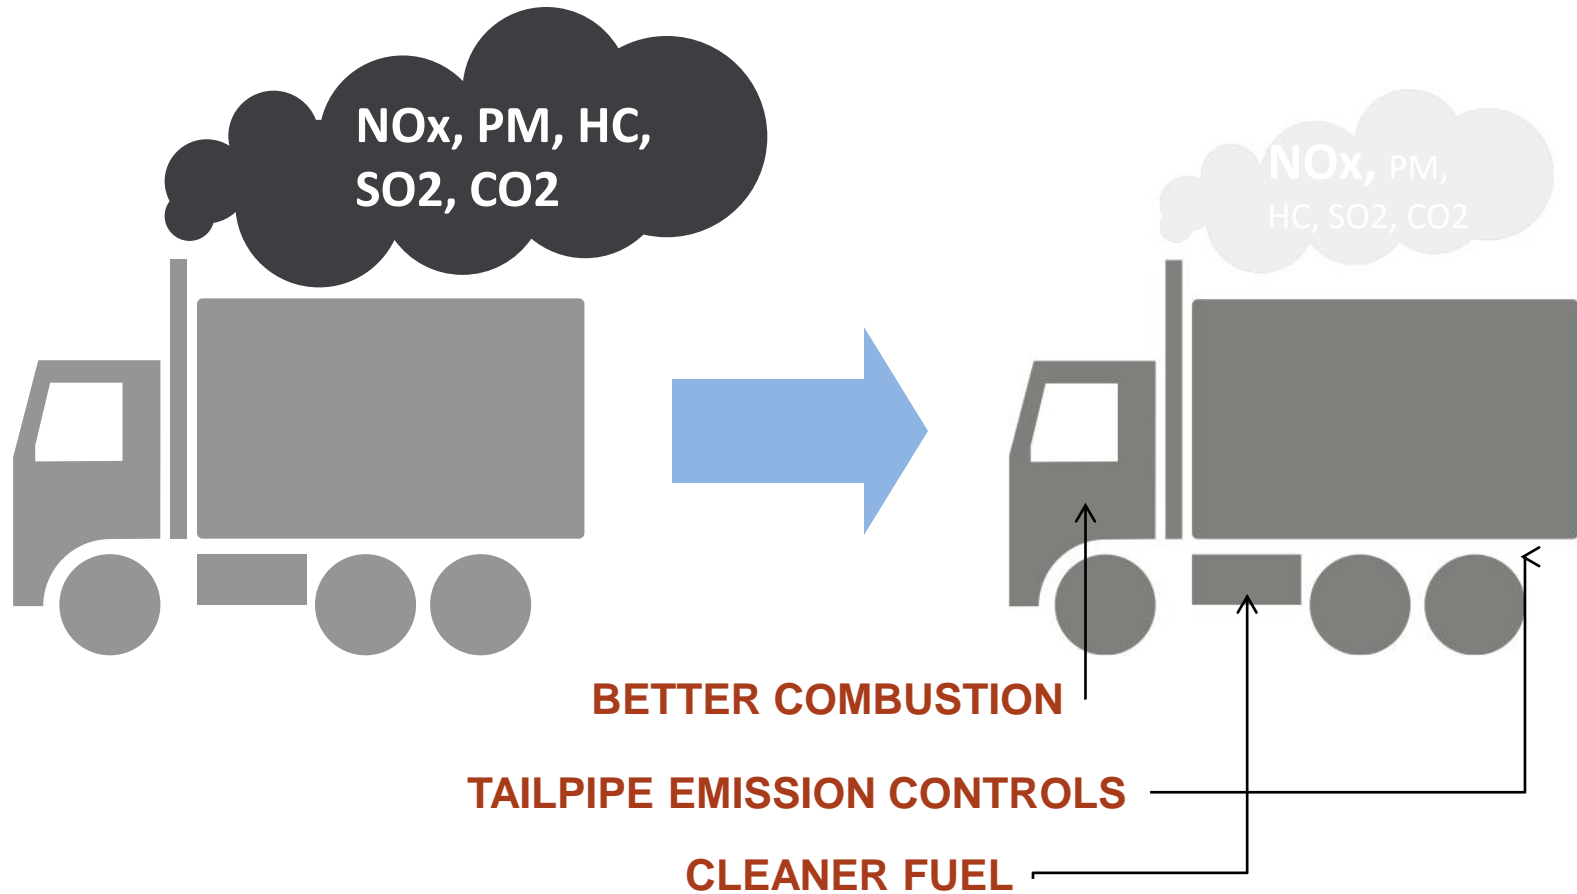 NOx, PM, HC,
SO2, CO2
NOx, PM,
HC, SO2, CO2
BETTER COMBUSTION
TAILPIPE EMISSION CONTROLS
CLEANER FUEL